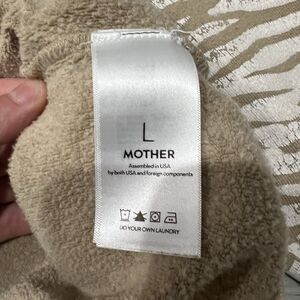 L
MOTHER
Assembled in USA
by both USA and foreign components
DO YOUR OWN LAUNDRY